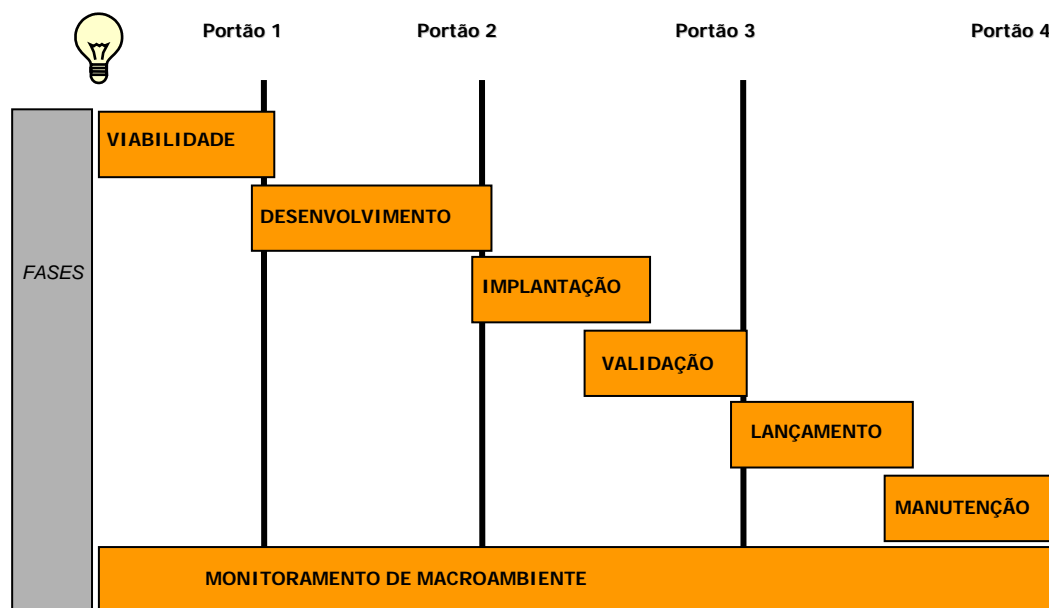 Portão 1 Portão 2 Portão 3 Portão 4
VIABILIDADE
DESENVOLVIMENTO
FASES
IMPLANTAÇÃO
VALIDAÇÃO
LANÇAMENTO
MANUTENÇÃO
MONITORAMENTO DE MACROAMBIENTE